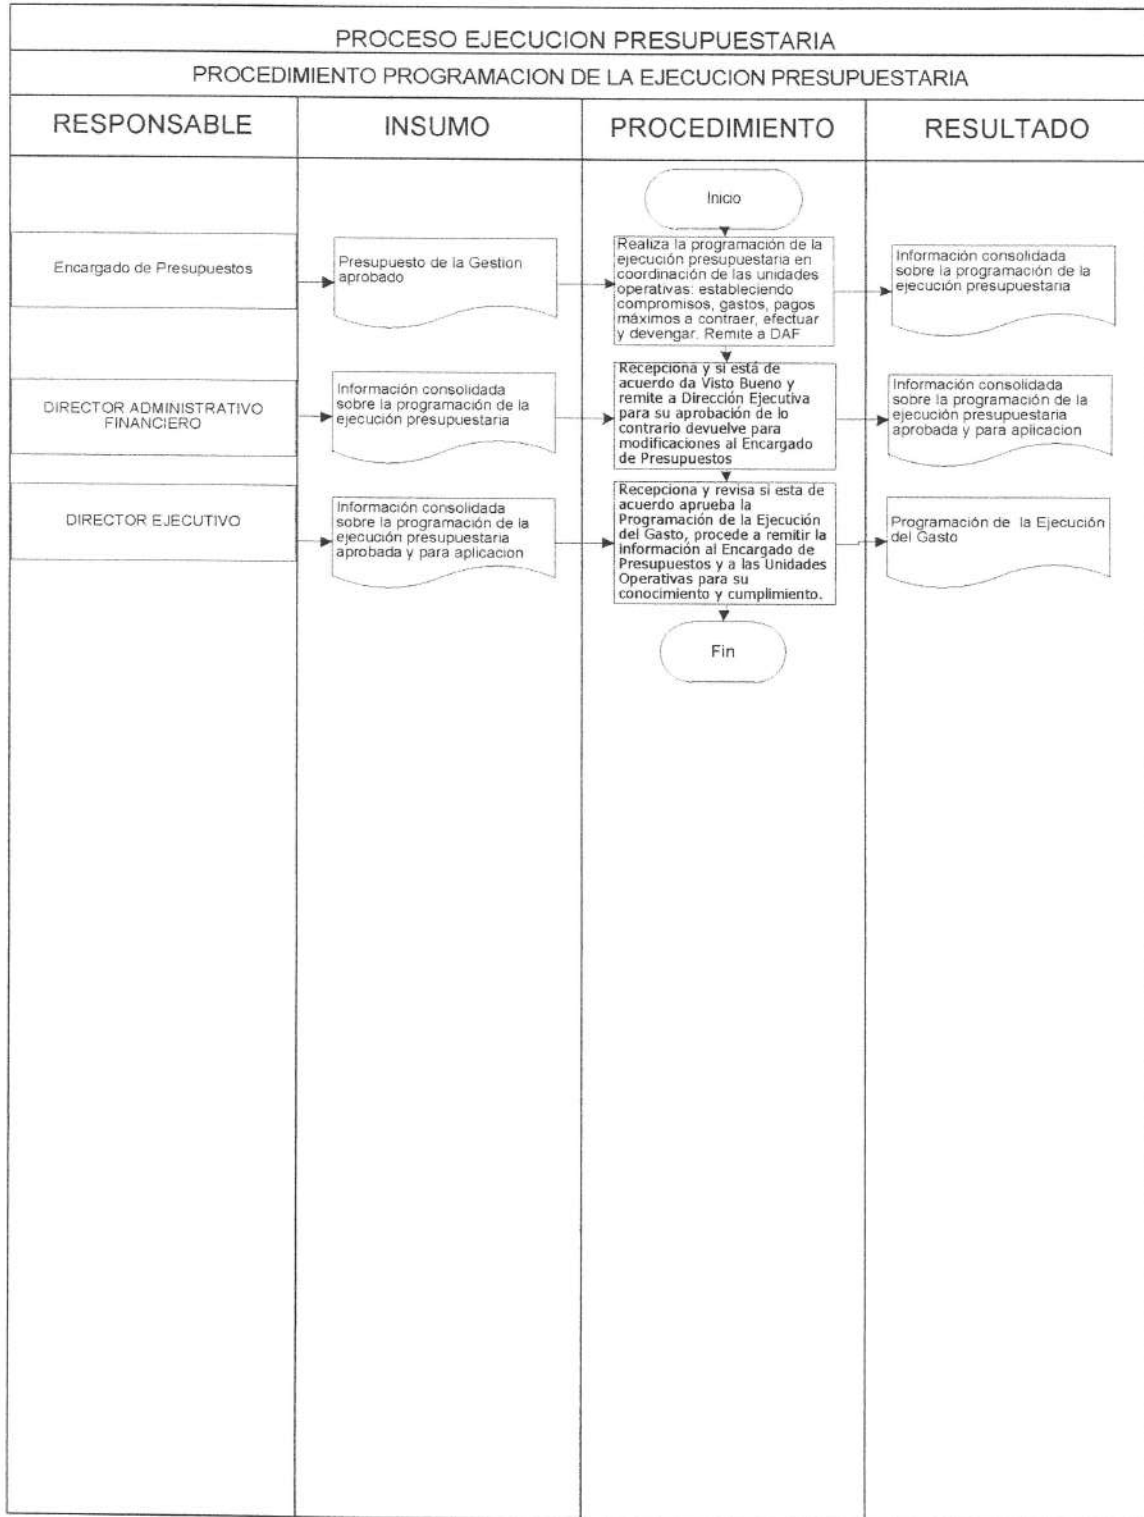 PROCESO EJECUCION PRESUPUESTARIA
PROCEDIMIENTO PROGRAMACION DE LA EJECUCION PRESUPUESTARIA
RESPONSABLE
INSUMO
PROCEDIMIENTO
RESULTADO
Inicio
Encargado de Presupuestos
Presupuesto de la Gestion
aprobado
Realiza la programación de la
ejecución presupuestaria en
coordinación de las unidades
operativas: estableciendo
compromisos, gastos, pagos
máximos a contraer, efectuar
y devengar. Remite a DAF
Información consolidada
sobre la programación de la
ejecución presupuestaria
DIRECTOR ADMINISTRATIVO
FINANCIERO
Información consolidada
sobre la programación de la
ejecución presupuestaria
Recepciona y si está de
acuerdo da Visto Bueno y
remite a Dirección Ejecutiva
para su aprobación de lo
contrario devuelve para
modificaciones al Encargado
de Presupuestos
Información consolidada
sobre la programación de la
ejecución presupuestaria
aprobada y para aplicacion
DIRECTOR EJECUTIVO
Información consolidada
sobre la programación de la
ejecución presupuestaria
aprobada y para aplicacion
Recepciona y revisa si esta de
acuerdo aprueba la
Programación de la Ejecución
del Gasto, procede a remitir la
información al Encargado de
Presupuestos y a las Unidades
Operativas para su
conocimiento y cumplimiento.
Programación de la Ejecución
del Gasto
Fin